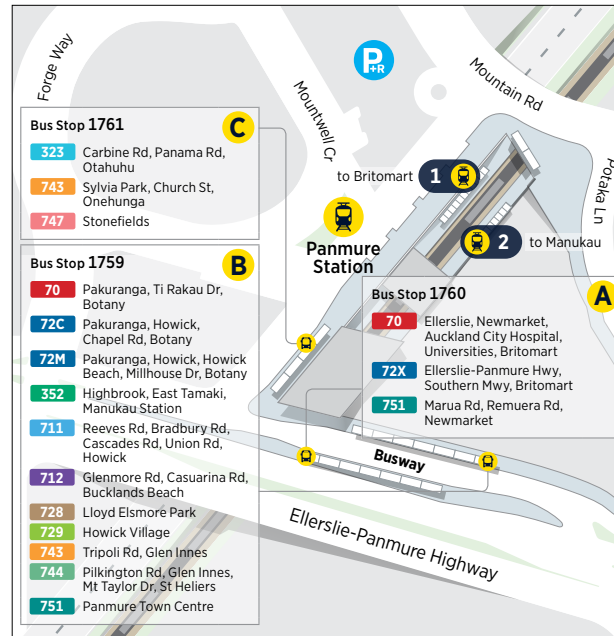 Forge Way
P+R
Mountain Rd
Mountwell Cr
Potaka Ln
to Britomart 1
2 to Manukau
Panmure
Station
Bus Stop 1761 C
323 Carbine Rd, Panama Rd,
Otahuhu
743 Sylvia Park, Church St,
Onehunga
747 Stonefields
Bus Stop 1759 B
70 Pakuranga, Ti Rakau Dr,
Botany
72C Pakuranga, Howick,
Chapel Rd, Botany
72M Pakuranga, Howick, Howick
Beach, Millhouse Dr, Botany
352 Highbrook, East Tamaki,
Manukau Station
711 Reeves Rd, Bradbury Rd,
Cascades Rd, Union Rd,
Howick
712 Glenmore Rd, Casuarina Rd,
Bucklands Beach
728 Lloyd Elsmore Park
729 Howick Village
743 Tripoli Rd, Glen Innes
744 Pilkington Rd, Glen Innes,
Mt Taylor Dr, St Heliers
751 Panmure Town Centre
Bus Stop 1760 A
70 Ellerslie, Newmarket,
Auckland City Hospital,
Universities, Britomart
72X Ellerslie-Panmure Hwy,
Southern Mwy, Britomart
751 Marua Rd, Remuera Rd,
Newmarket
Busway
Ellerslie-Panmure Highway